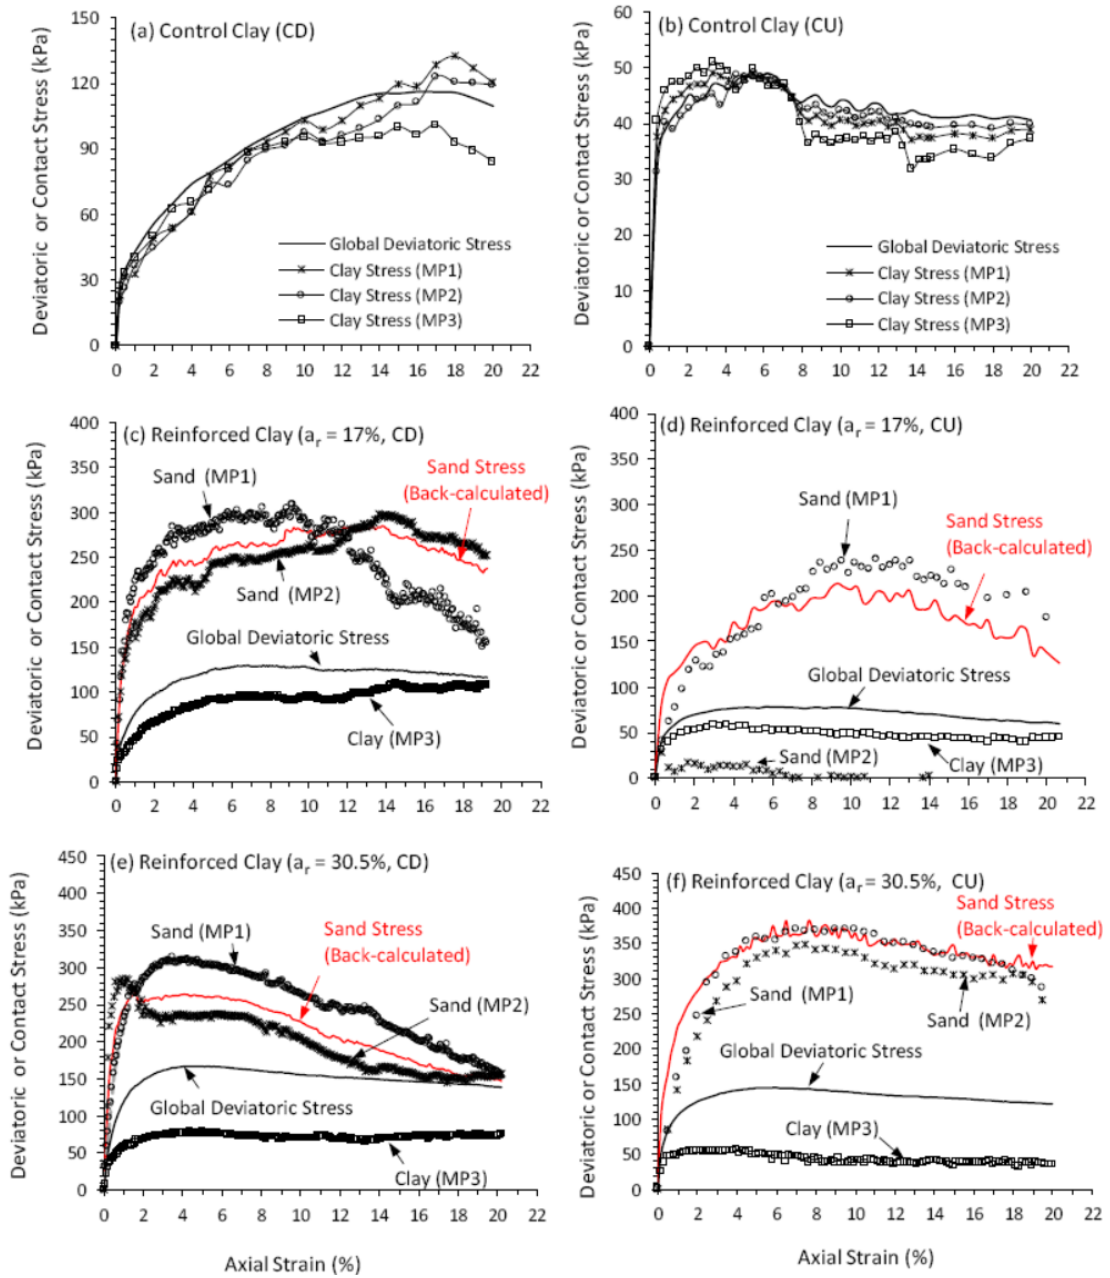 (a) Control Clay (CD)
Deviatoric or Contact Stress (kPa)
150
120
90
60
30
0
Global Deviatoric Stress
Clay Stress (MP1)
Clay Stress (MP2)
Clay Stress (MP3)
0 2 4 6 8 10 12 14 16 18 20 22
(b) Control Clay (CU)
Deviatoric or Contact Stress (kPa)
60
50
40
30
20
10
0
Global Deviatoric Stress
Clay Stress (MP1)
Clay Stress (MP2)
Clay Stress (MP3)
0 2 4 6 8 10 12 14 16 18 20 22
(c) Reinforced Clay (ar = 17%, CD)
Deviatoric or Contact Stress (kPa)
400
350
300
250
200
150
100
50
0
Sand (MP1)
Sand Stress
(Back-calculated)
Sand (MP2)
Global Deviatoric Stress
Clay (MP3)
0 2 4 6 8 10 12 14 16 18 20 22
(d) Reinforced Clay (ar = 17%, CU)
Deviatoric or Contact Stress (kPa)
400
350
300
250
200
150
100
50
0
Sand (MP1)
Sand Stress
(Back-calculated)
Global Deviatoric Stress
Sand (MP2)
Clay (MP3)
0 2 4 6 8 10 12 14 16 18 20 22
(e) Reinforced Clay (ar = 30.5%, CD)
Deviatoric or Contact Stress (kPa)
450
400
350
300
250
200
150
100
50
0
Sand (MP1)
Sand Stress
(Back-calculated)
Sand (MP2)
Global Deviatoric Stress
Clay (MP3)
0 2 4 6 8 10 12 14 16 18 20 22
Axial Strain (%)
(f) Reinforced Clay (ar = 30.5%, CU)
Deviatoric or Contact Stress (kPa)
450
400
350
300
250
200
150
100
50
0
Sand Stress
(Back-calculated)
Sand (MP1)
Sand (MP2)
Global Deviatoric Stress
Clay (MP3)
0 2 4 6 8 10 12 14 16 18 20 22
Axial Strain (%)